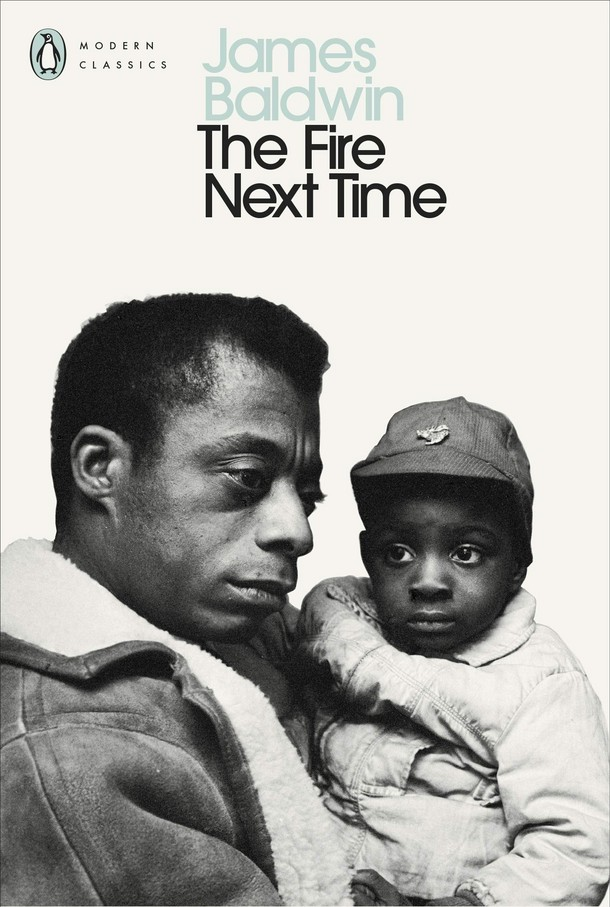 MODERN
CLASSICS
James
Baldwin
The Fire
Next Time